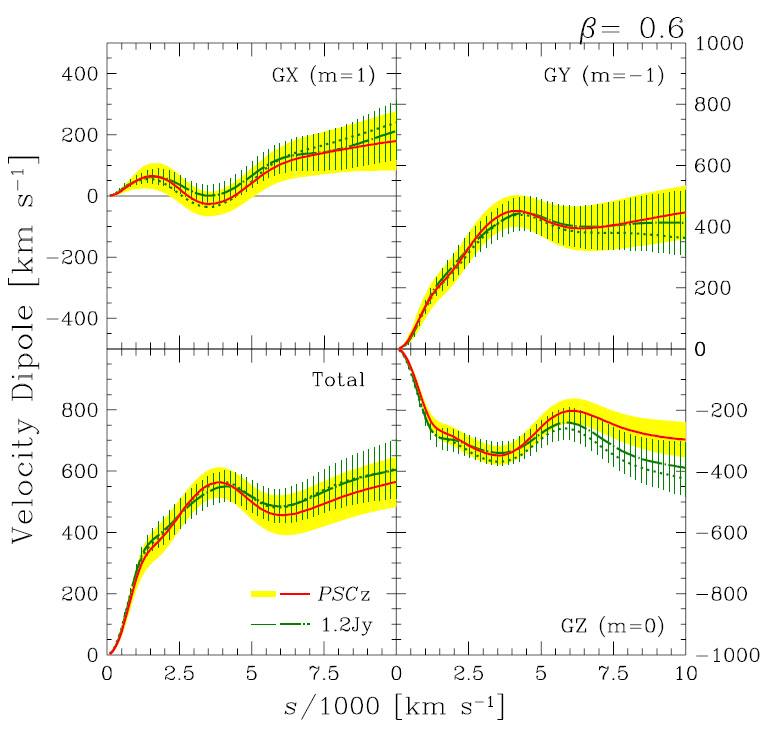 β= 0.6
GX (m=1)
GY (m=−1)
400
200
0
−200
−400
1000
800
600
400
200
0
Velocity Dipole [km s⁻¹]
Total
GZ (m=0)
800
600
400
200
0
−200
−400
−600
−800
−1000
PSCz
1.2Jy
0 2.5 5 7.5 0 2.5 5 7.5 10
s/1000 [km s⁻¹]